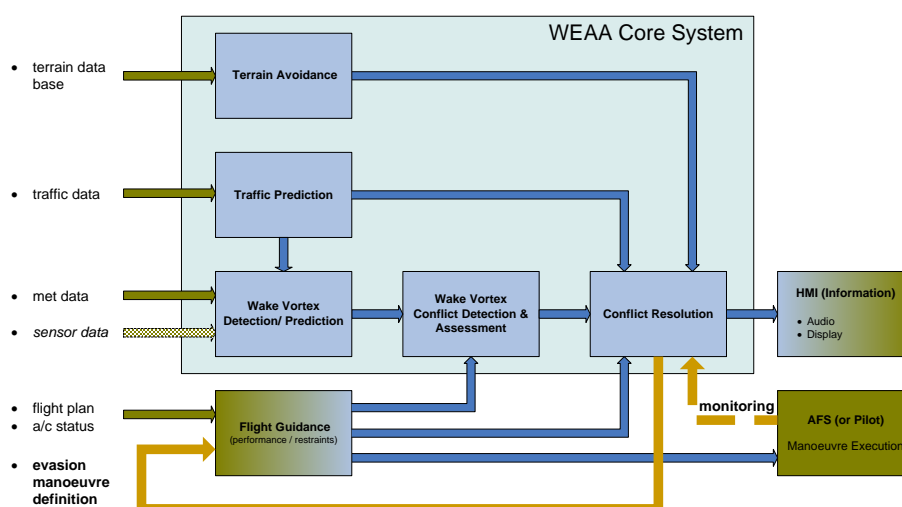 WEAA Core System
• terrain data
base
Terrain Avoidance
• traffic data
Traffic Prediction
• met data
• sensor data
Wake Vortex
Detection/ Prediction
Wake Vortex
Conflict Detection &
Assessment
Conflict Resolution
HMI (Information)
• Audio
• Display
• flight plan
• a/c status
Flight Guidance
(performance / restraints)
monitoring
AFS (or Pilot)
Manoeuvre Execution
• evasion
manoeuvre
definition